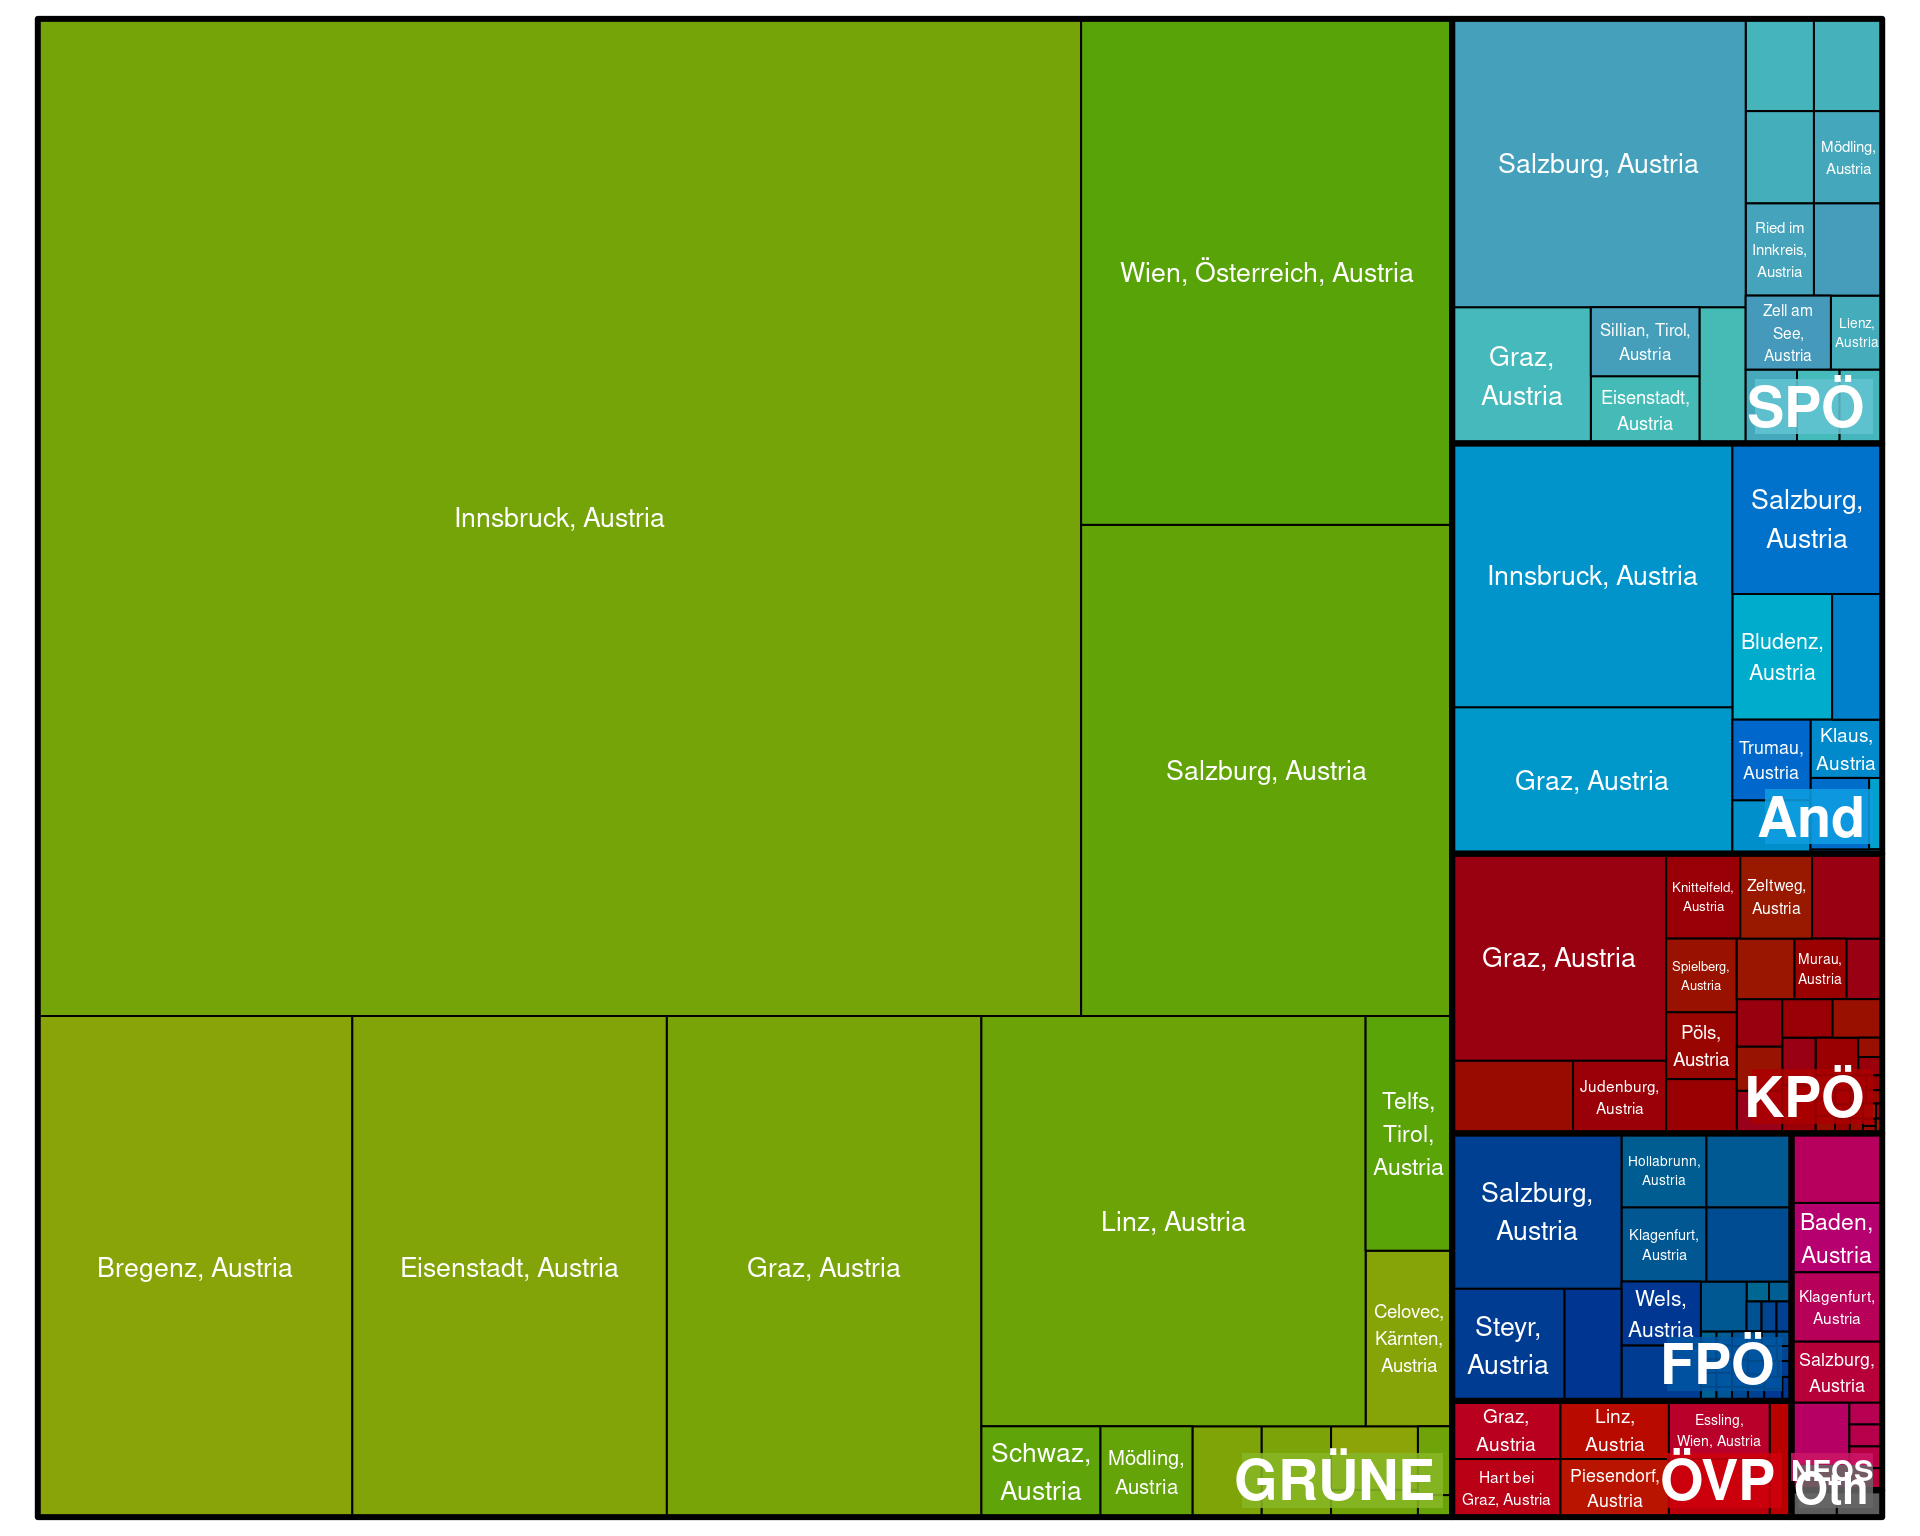 Innsbruck, Austria
Wien, Österreich, Austria
Salzburg, Austria
Bregenz, Austria
Eisenstadt, Austria
Graz, Austria
Linz, Austria
Telfs,
Tirol,
Austria
Celovec,
Kärnten,
Austria
Schwaz,
Austria
Mödling,
Austria
GRÜNE
Salzburg, Austria
Mödling,
Austria
Ried im
Innkreis,
Austria
Zell am
See,
Austria
Lienz,
Austria
Graz,
Austria
Sillian, Tirol,
Austria
Eisenstadt,
Austria
SPÖ
Innsbruck, Austria
Salzburg,
Austria
Bludenz,
Austria
Graz, Austria
Trumau,
Austria
Klaus,
Austria
And
Graz, Austria
Knittelfeld,
Austria
Zeltweg,
Austria
Spielberg,
Austria
Murau,
Austria
Pöls,
Austria
Judenburg,
Austria
KPÖ
Salzburg,
Austria
Hollabrunn,
Austria
Klagenfurt,
Austria
Steyr,
Austria
Wels,
Austria
FPÖ
Baden,
Austria
Klagenfurt,
Austria
Salzburg,
Austria
NEOS
Oth
Graz,
Austria
Linz,
Austria
Essling,
Wien, Austria
Hart bei
Graz, Austria
Piesendorf,
Austria
ÖVP